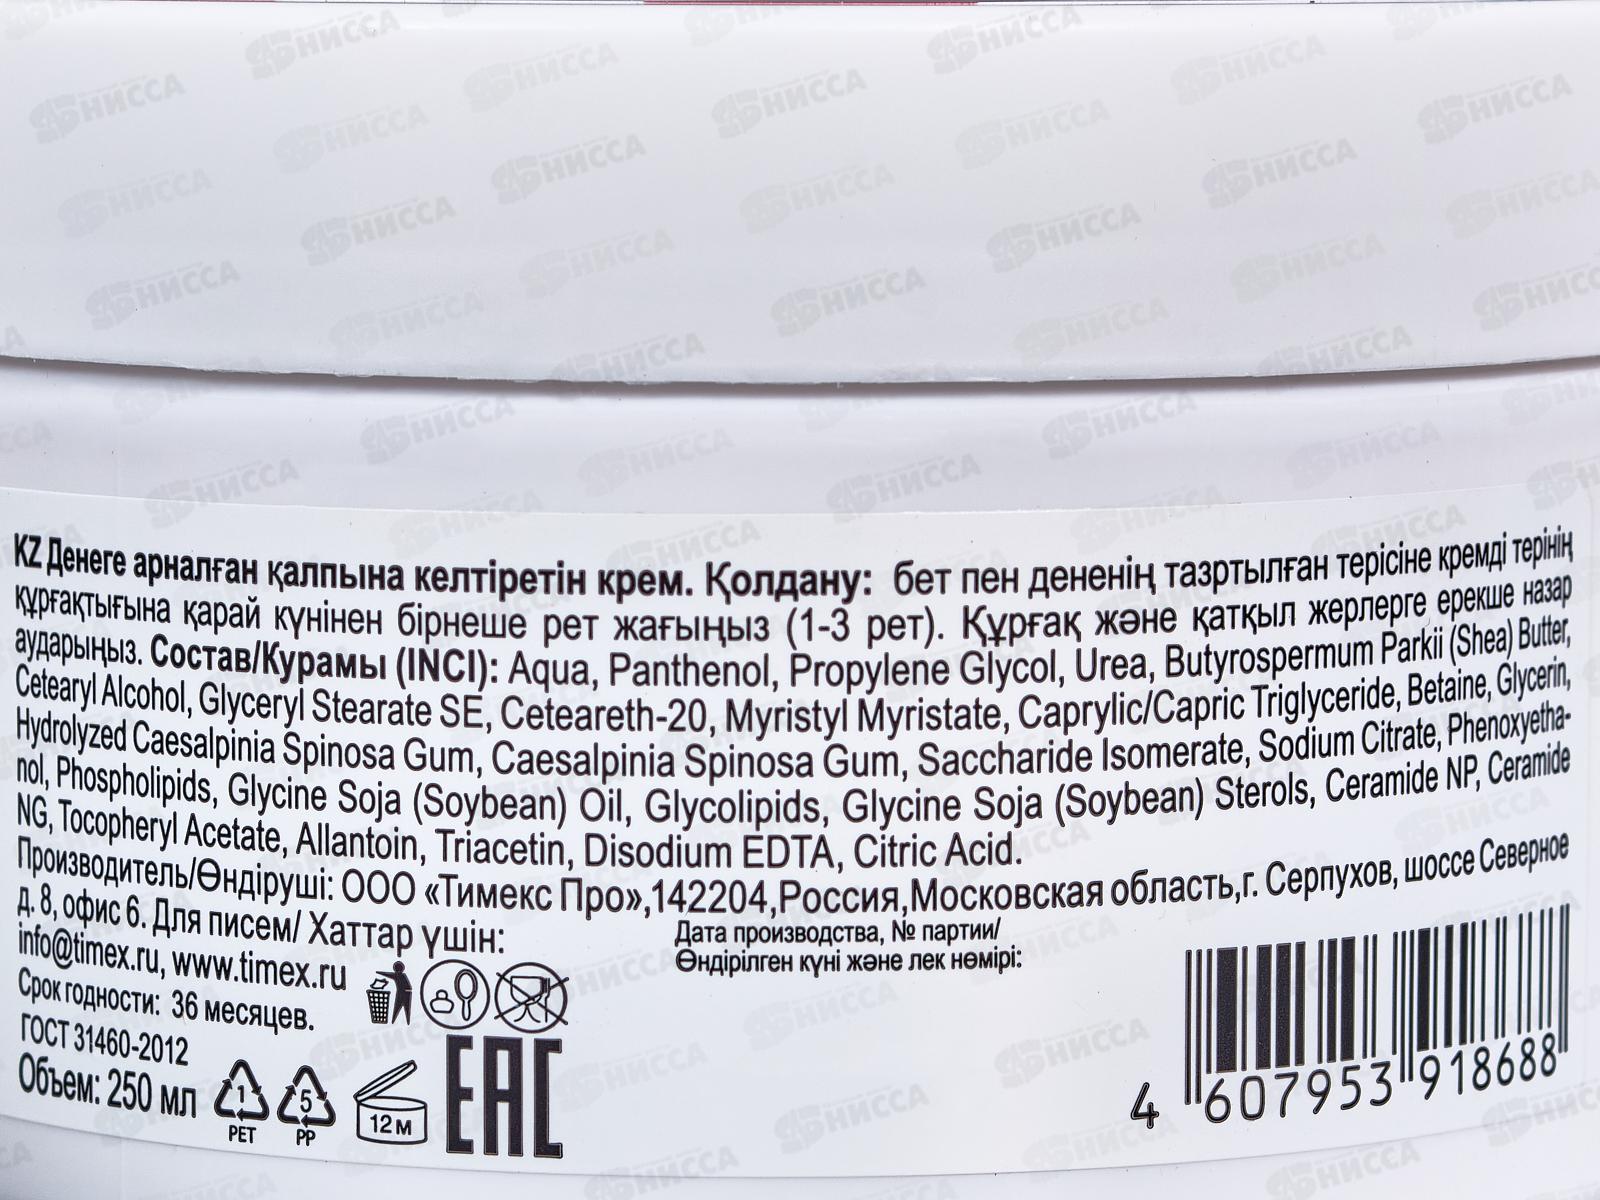 KZ Денеге арналған қалпына келтіретін крем. Қолдану: бет пен дененің тазртылған терісіне кремді терінің
құрғақтығына қарай күнінен бірнеше рет жағыңыз (1-3 рет). Құрғақ және қатқыл жерлерге ерекше назар
аударыңыз. Состав/Курамы (INCI): Aqua, Panthenol, Propylene Glycol, Urea, Butyrospermum Parkii (Shea) Butter,
Cetearyl Alcohol, Glyceryl Stearate SE, Ceteareth-20, Myristyl Myristate, Caprylic/Capric Triglyceride, Betaine, Glycerin,
Hydrolyzed Caesalpinia Spinosa Gum, Caesalpinia Spinosa Gum, Saccharide Isomerate, Sodium Citrate, Phenoxyetha-
nol, Phospholipids, Glycine Soja (Soybean) Oil, Glycolipids, Glycine Soja (Soybean) Sterols, Ceramide NP, Ceramide
NG, Tocopheryl Acetate, Allantoin, Triacetin, Disodium EDTA, Citric Acid.
Производитель/Өндіруші: ООО «Тимекс Про»,142204,Россия,Московская область,г. Серпухов, шоссе Северное
д. 8, офис 6. Для писем/ Хаттар үшін:
info@timex.ru, www.timex.ru
Срок годности: 36 месяцев.
ГОСТ 31460-2012
Объем: 250 мл
1
PET
5
PP
12 м
EAC
Дата производства, № партии/
Өндірілген күні және лек нөмірі:
4 607953 918688
НИССА